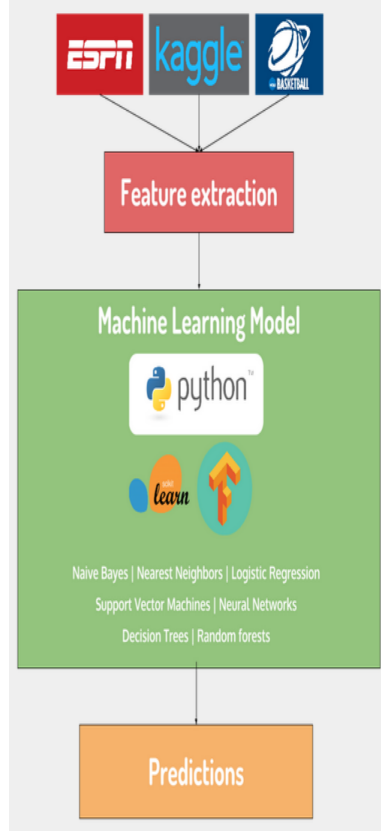 ESPN
kaggle
BASKETBALL
Feature extraction
Machine Learning Model
python
learn
Naive Bayes | Nearest Neighbors | Logistic Regression
Support Vector Machines | Neural Networks
Decision Trees | Random forests
Predictions